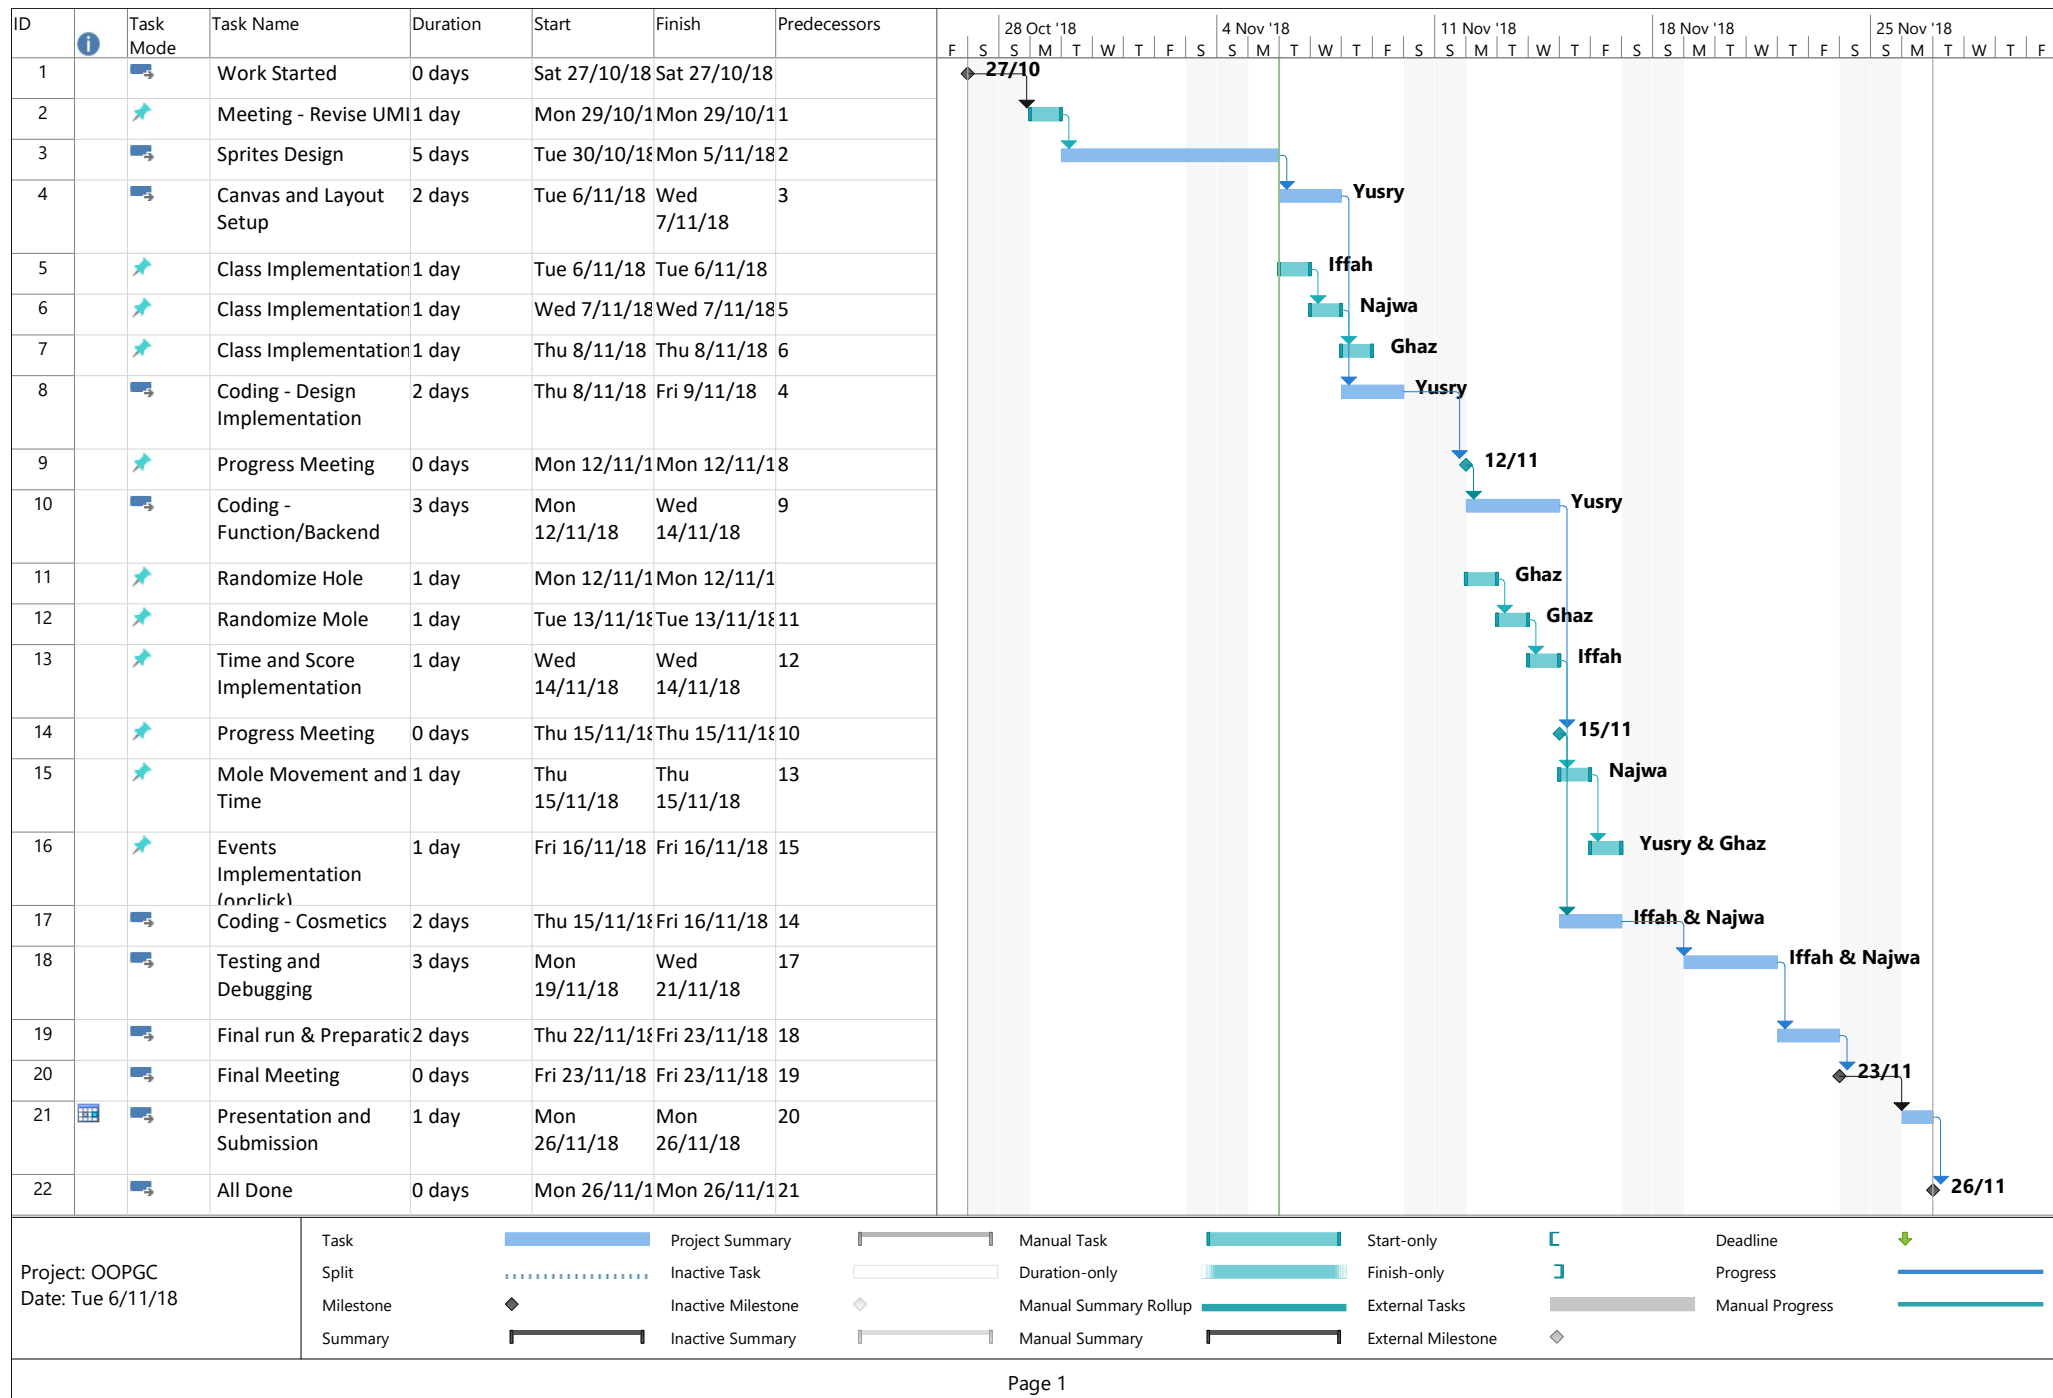 ID Task Mode Task Name Duration Start Finish Predecessors
28 Oct '18 4 Nov '18 11 Nov '18 18 Nov '18 25 Nov '18
F S S M T W T F S S M T W T F S S M T W T F S S M T W T F S S M T W T F
1 Work Started 0 days Sat 27/10/18 Sat 27/10/18 27/10
2 Meeting - Revise UMl 1 day Mon 29/10/1 Mon 29/10/1 1
3 Sprites Design 5 days Tue 30/10/18 Mon 5/11/18 2
4 Canvas and Layout Setup 2 days Tue 6/11/18 Wed 7/11/18 3 Yusry
5 Class Implementation 1 day Tue 6/11/18 Tue 6/11/18 Iffah
6 Class Implementation 1 day Wed 7/11/18 Wed 7/11/18 5 Najwa
7 Class Implementation 1 day Thu 8/11/18 Thu 8/11/18 6 Ghaz
8 Coding - Design Implementation 2 days Thu 8/11/18 Fri 9/11/18 4 Yusry
9 Progress Meeting 0 days Mon 12/11/1 Mon 12/11/1 8 12/11
10 Coding - Function/Backend 3 days Mon 12/11/18 Wed 14/11/18 9 Yusry
11 Randomize Hole 1 day Mon 12/11/1 Mon 12/11/1 Ghaz
12 Randomize Mole 1 day Tue 13/11/18 Tue 13/11/18 11 Ghaz
13 Time and Score Implementation 1 day Wed 14/11/18 Wed 14/11/18 12 Iffah
14 Progress Meeting 0 days Thu 15/11/18 Thu 15/11/18 10 15/11
15 Mole Movement and Time 1 day Thu 15/11/18 Thu 15/11/18 13 Najwa
16 Events Implementation (onclick) 1 day Fri 16/11/18 Fri 16/11/18 15 Yusry & Ghaz
17 Coding - Cosmetics 2 days Thu 15/11/18 Fri 16/11/18 14 Iffah & Najwa
18 Testing and Debugging 3 days Mon 19/11/18 Wed 21/11/18 17 Iffah & Najwa
19 Final run & Preparatio 2 days Thu 22/11/18 Fri 23/11/18 18
20 Final Meeting 0 days Fri 23/11/18 Fri 23/11/18 19 23/11
21 Presentation and Submission 1 day Mon 26/11/18 Mon 26/11/18 20
22 All Done 0 days Mon 26/11/1 Mon 26/11/1 21 26/11
Project: OOPGC
Date: Tue 6/11/18
Task Project Summary Manual Task Start-only Deadline
Split Inactive Task Duration-only Finish-only Progress
Milestone Inactive Milestone Manual Summary Rollup External Tasks Manual Progress
Summary Inactive Summary Manual Summary External Milestone
Page 1